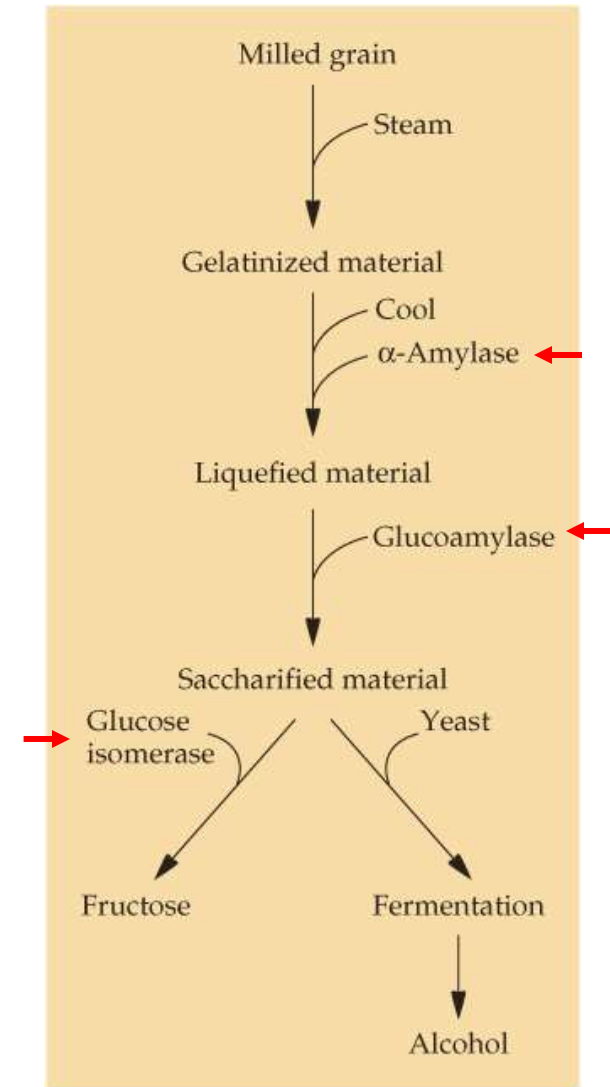 Milled grain
Steam
Gelatinized material
Cool
α-Amylase
Liquefied material
Glucoamylase
Saccharified material
Glucose
isomerase
Yeast
Fructose
Fermentation
Alcohol